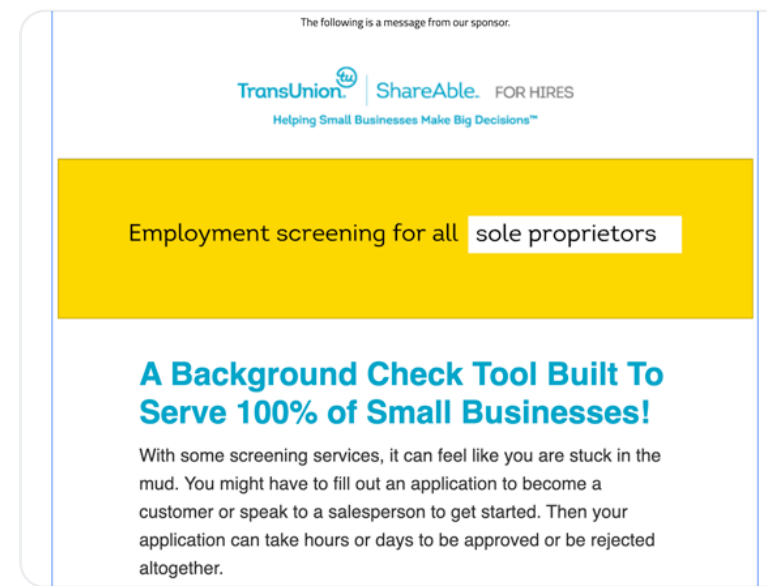 The following is a message from our sponsor.
TransUnion. tu ShareAble. FOR HIRES
Helping Small Businesses Make Big Decisions™
Employment screening for all sole proprietors
A Background Check Tool Built To
Serve 100% of Small Businesses!
With some screening services, it can feel like you are stuck in the
mud. You might have to fill out an application to become a
customer or speak to a salesperson to get started. Then your
application can take hours or days to be approved or be rejected
altogether.